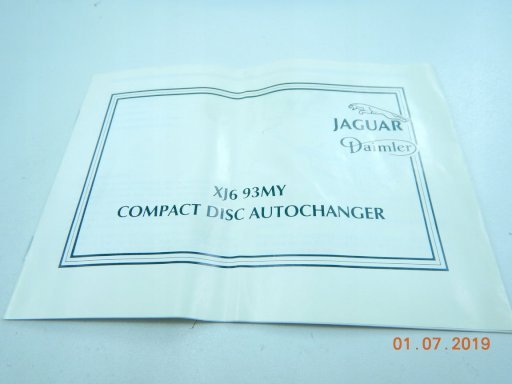 JAGUAR
Daimler
XJ6 93MY
COMPACT DISC AUTOCHANGER
01.07.2019